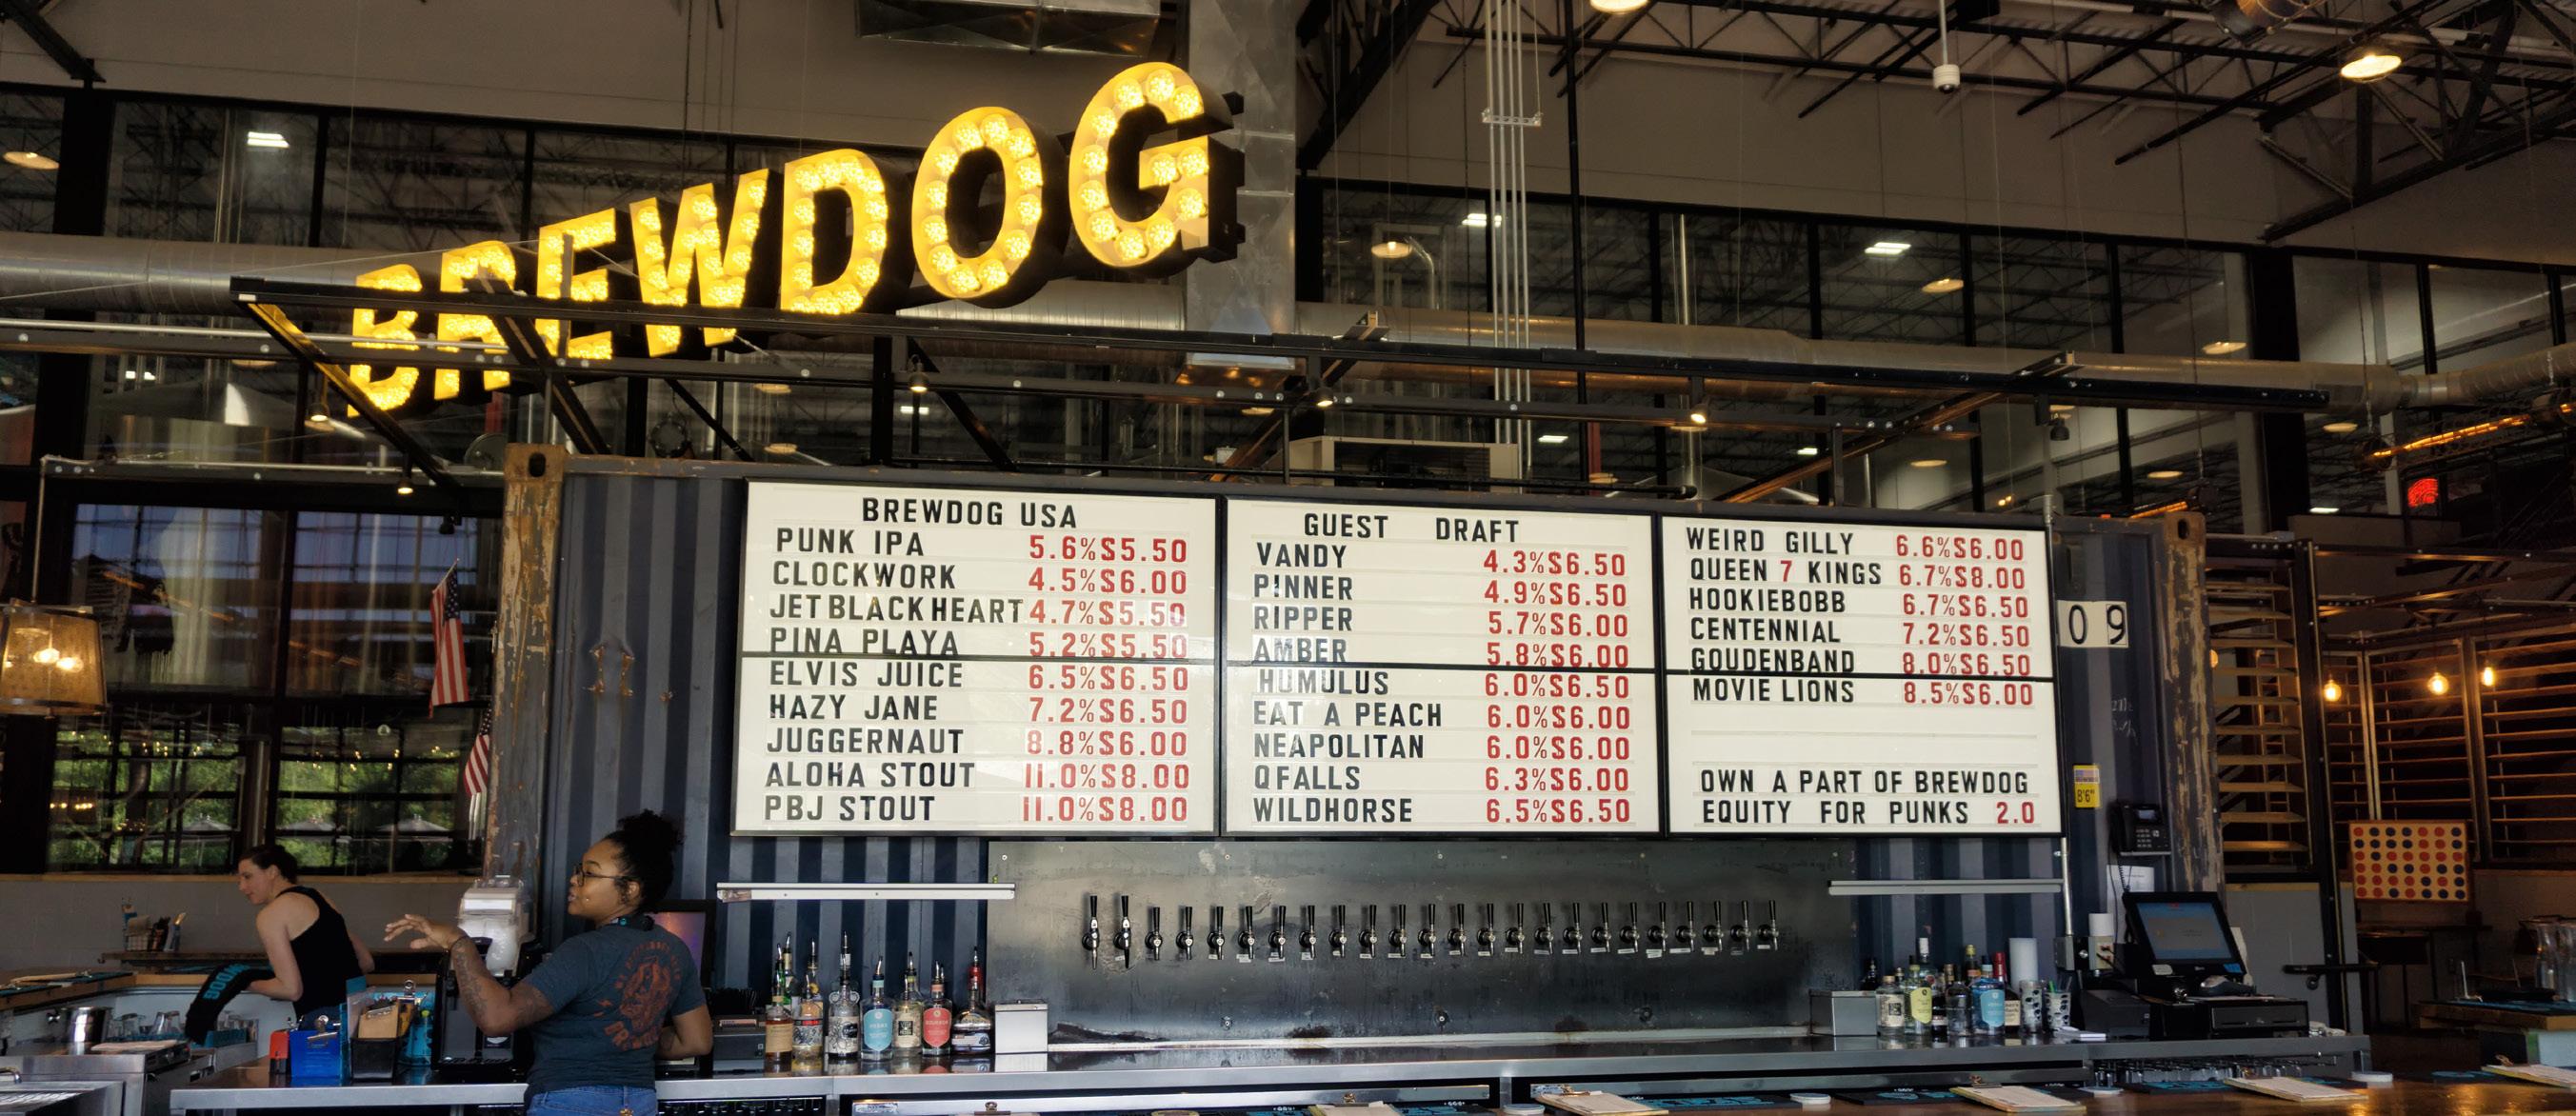 BREWDOG
BREWDOG USA
PUNK IPA 5.6% $5.50
CLOCKWORK 4.5% $6.00
JET BLACK HEART 4.7% $5.50
PINA PLAYA 5.2% $5.50
ELVIS JUICE 6.5% $6.50
HAZY JANE 7.2% $6.50
JUGGERNAUT 8.8% $6.00
ALOHA STOUT 11.0% $8.00
PBJ STOUT 11.0% $8.00
GUEST DRAFT
VANDY 4.3% $6.50
PINNER 4.9% $6.50
RIPPER 5.7% $6.00
AMBER 5.8% $6.00
HUMULUS 6.0% $6.50
EAT A PEACH 6.0% $6.00
NEAPOLITAN 6.0% $6.00
QFALLS 6.3% $6.00
WILDHORSE 6.5% $6.50
WEIRD GILLY 6.6% $6.00
QUEEN 7 KINGS 6.7% $8.00
HOOKIEBOBB 6.7% $6.50
CENTENNIAL 7.2% $6.50
GOUDENBAND 8.0% $6.50
MOVIE LIONS 8.5% $6.00
OWN A PART OF BREWDOG
EQUITY FOR PUNKS 2.0
09
8'6"